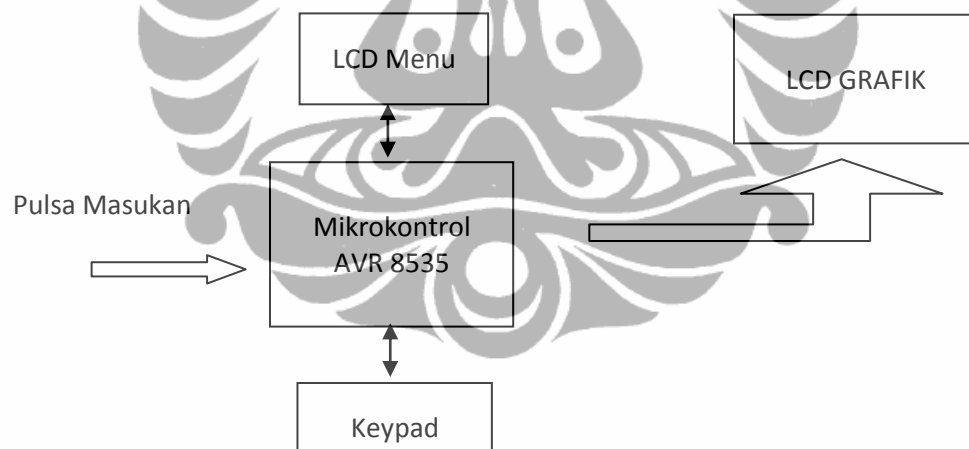 LCD Menu
LCD GRAFIK
Pulsa Masukan
Mikrokontrol
AVR 8535
Keypad